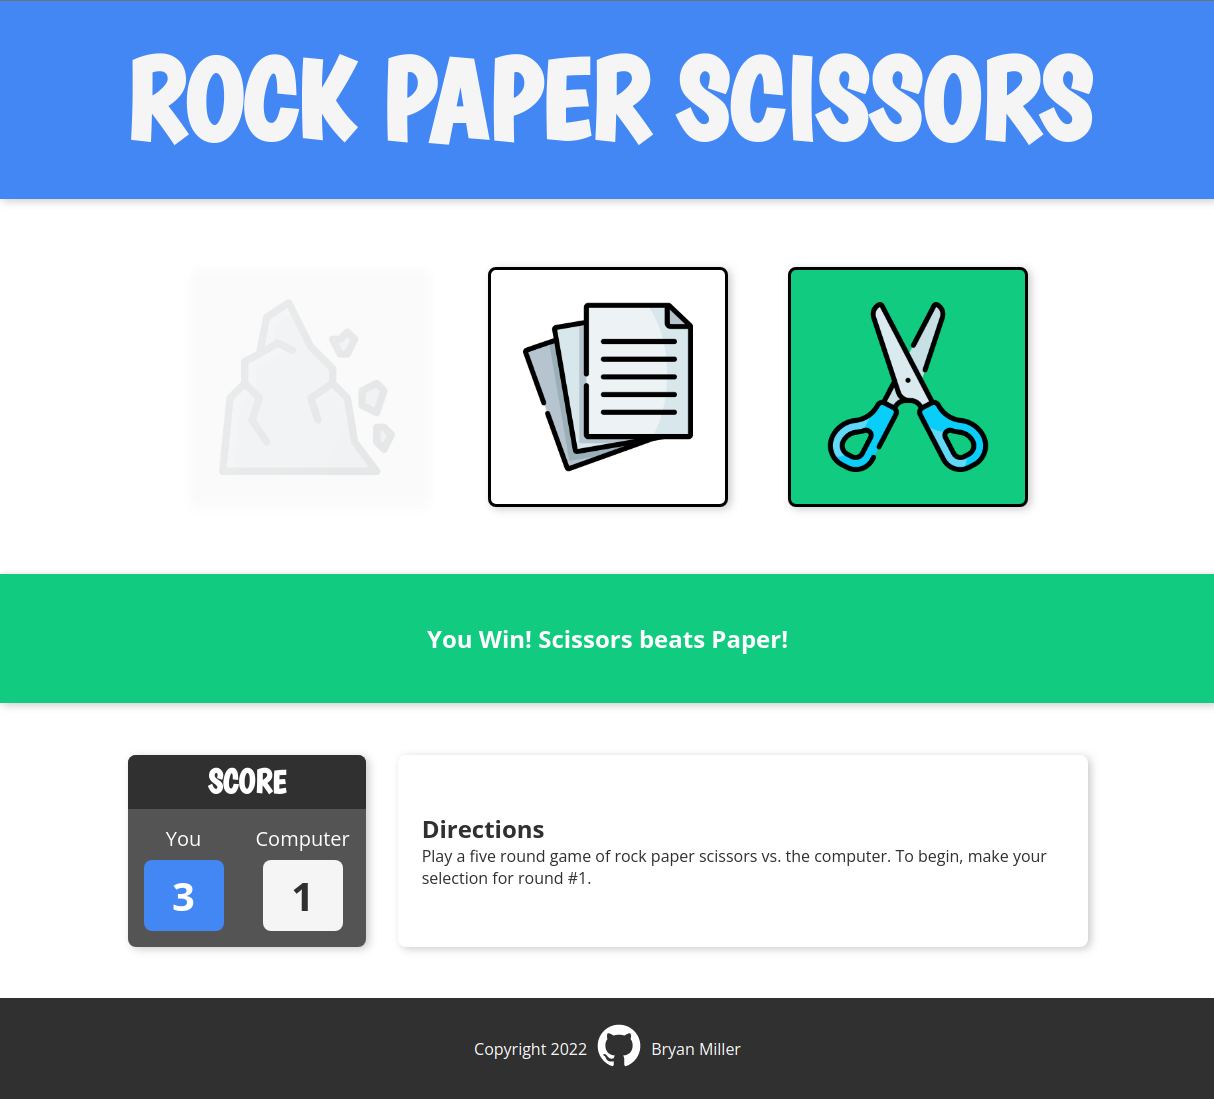 ROCK PAPER SCISSORS
You Win! Scissors beats Paper!
SCORE
You Computer
3 1
Directions
Play a five round game of rock paper scissors vs. the computer. To begin, make your
selection for round #1.
Copyright 2022 Bryan Miller